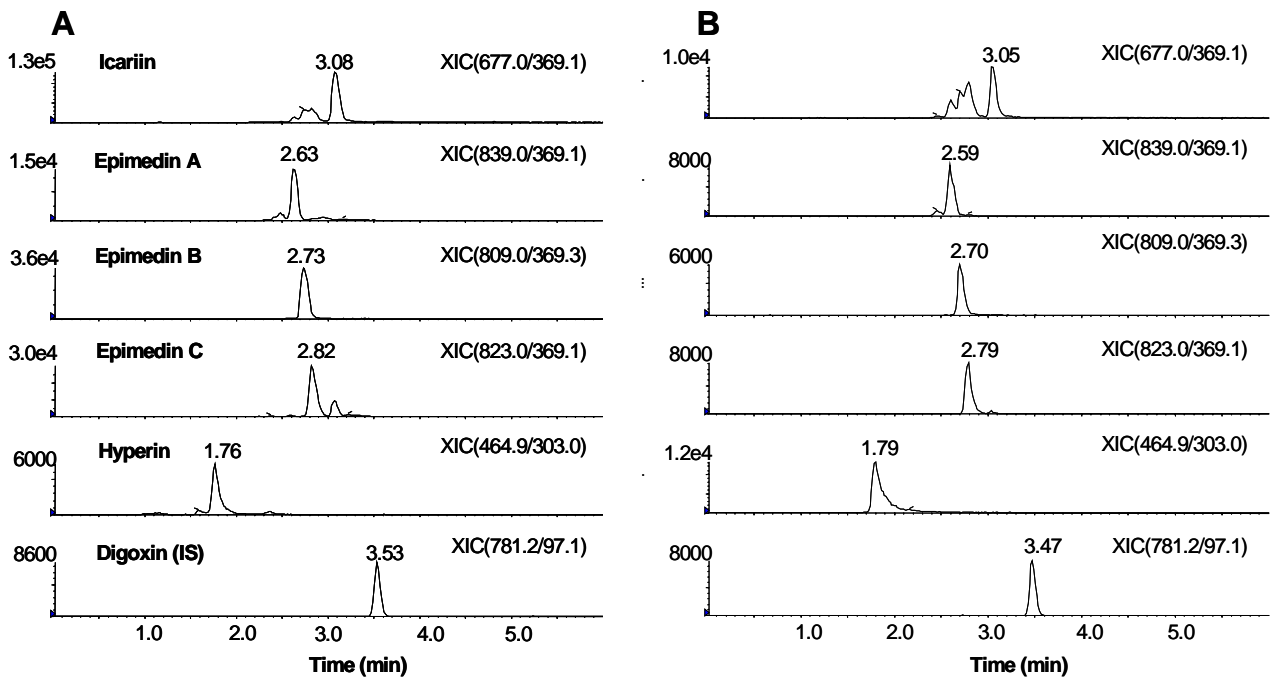 A
1.3e5 Icariin 3.08 XIC(677.0/369.1)
1.5e4 Epimedin A 2.63 XIC(839.0/369.1)
3.6e4 Epimedin B 2.73 XIC(809.0/369.3)
3.0e4 Epimedin C 2.82 XIC(823.0/369.1)
6000 Hyperin 1.76 XIC(464.9/303.0)
8600 Digoxin (IS) 3.53 XIC(781.2/97.1)
1.0 2.0 3.0 4.0 5.0
Time (min)
B
1.0e4 3.05 XIC(677.0/369.1)
8000 2.59 XIC(839.0/369.1)
6000 2.70 XIC(809.0/369.3)
8000 2.79 XIC(823.0/369.1)
1.2e4 1.79 XIC(464.9/303.0)
8000 3.47 XIC(781.2/97.1)
1.0 2.0 3.0 4.0 5.0
Time (min)